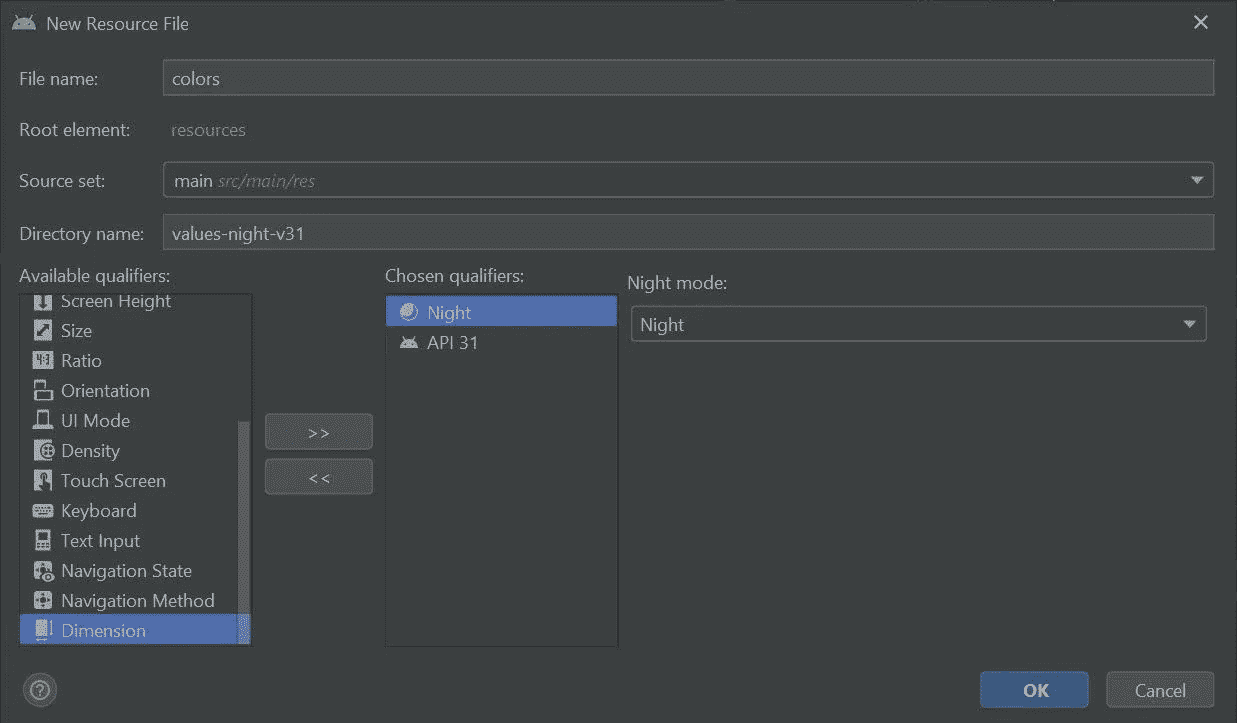 New Resource File
File name:
colors
Root element:
resources
Source set:
main src/main/res
Directory name:
values-night-v31
Available qualifiers:
Screen Height
Size
Ratio
Orientation
UI Mode
Density
Touch Screen
Keyboard
Text Input
Navigation State
Navigation Method
Dimension
>>
<<
Chosen qualifiers:
Night
API 31
Night mode:
Night
?
OK
Cancel